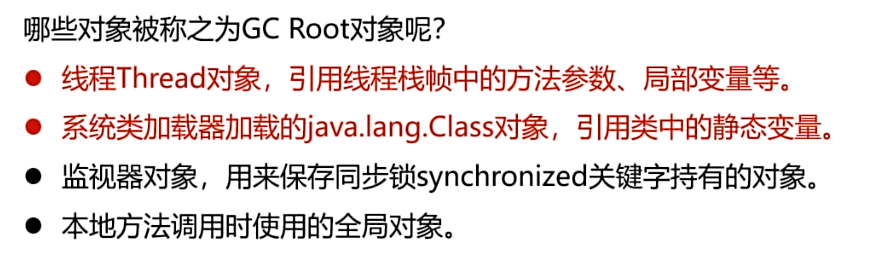 哪些对象被称之为GC Root对象呢？
● 线程Thread对象，引用线程栈帧中的方法参数、局部变量等。
● 系统类加载器加载的java.lang.Class对象，引用类中的静态变量。
● 监视器对象，用来保存同步锁synchronized关键字持有的对象。
● 本地方法调用时使用的全局对象。